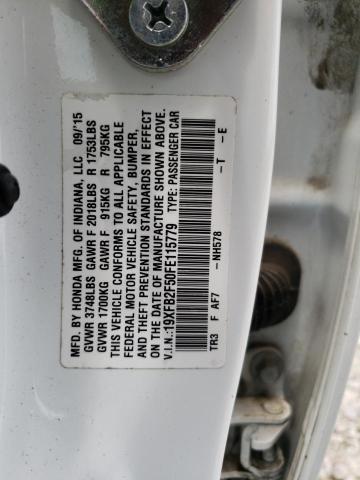 MFD. BY HONDA MFG. OF INDIANA, LLC 09/'15
GVWR 3748LBS GAWR F 2018LBS R 1753LBS
GVWR 1700KG GAWR F 915KG R 795KG
THIS VEHICLE CONFORMS TO ALL APPLICABLE
FEDERAL MOTOR VEHICLE SAFETY, BUMPER,
AND THEFT PREVENTION STANDARDS IN EFFECT
ON THE DATE OF MANUFACTURE SHOWN ABOVE.
V.I.N.:19XFB2F50FE115779 TYPE: PASSENGER CAR
-NH578 -T -E
TR3 F AF7